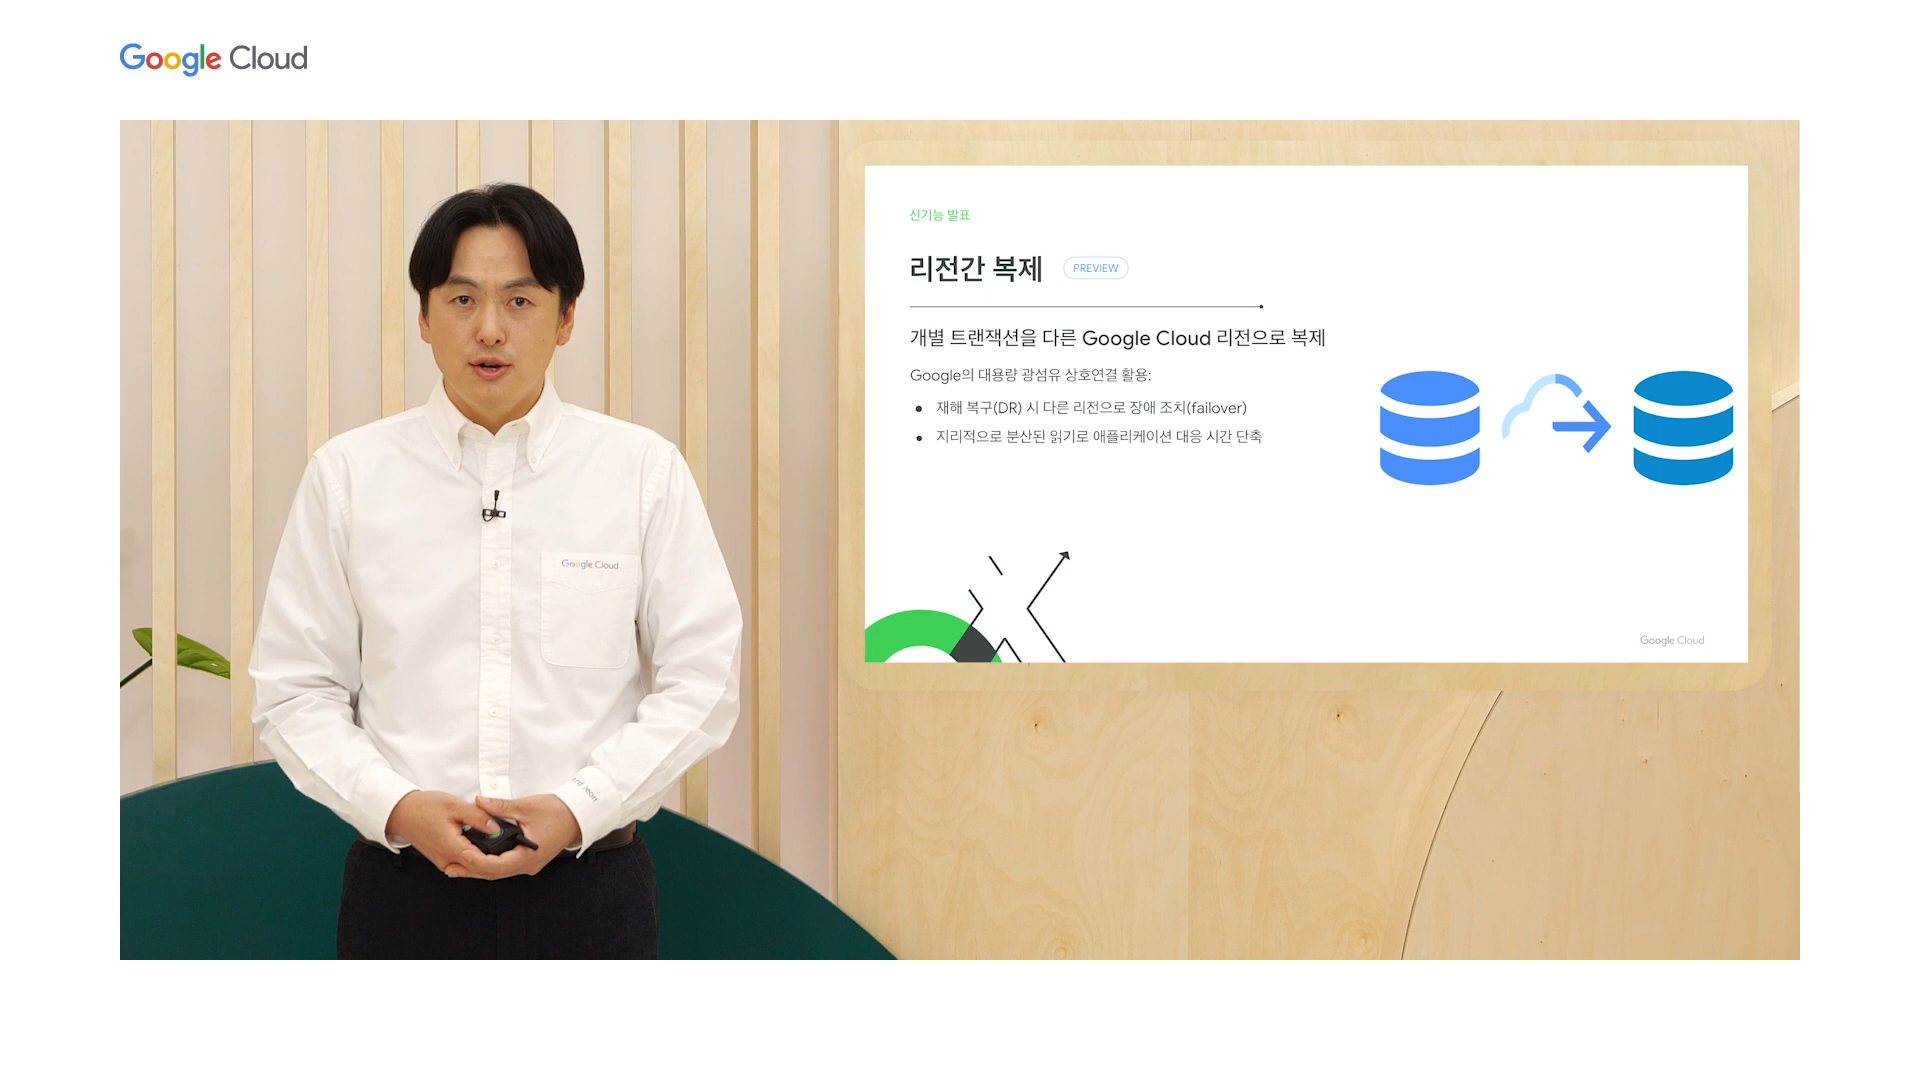 Google Cloud
신기능 발표
리전간 복제 PREVIEW
개별 트랜잭션을 다른 Google Cloud 리전으로 복제
Google의 대용량 광섬유 상호연결 활용:
재해 복구(DR) 시 다른 리전으로 장애 조치(failover)
지리적으로 분산된 읽기로 애플리케이션 대응 시간 단축
Google Cloud
Google Cloud
Jeon